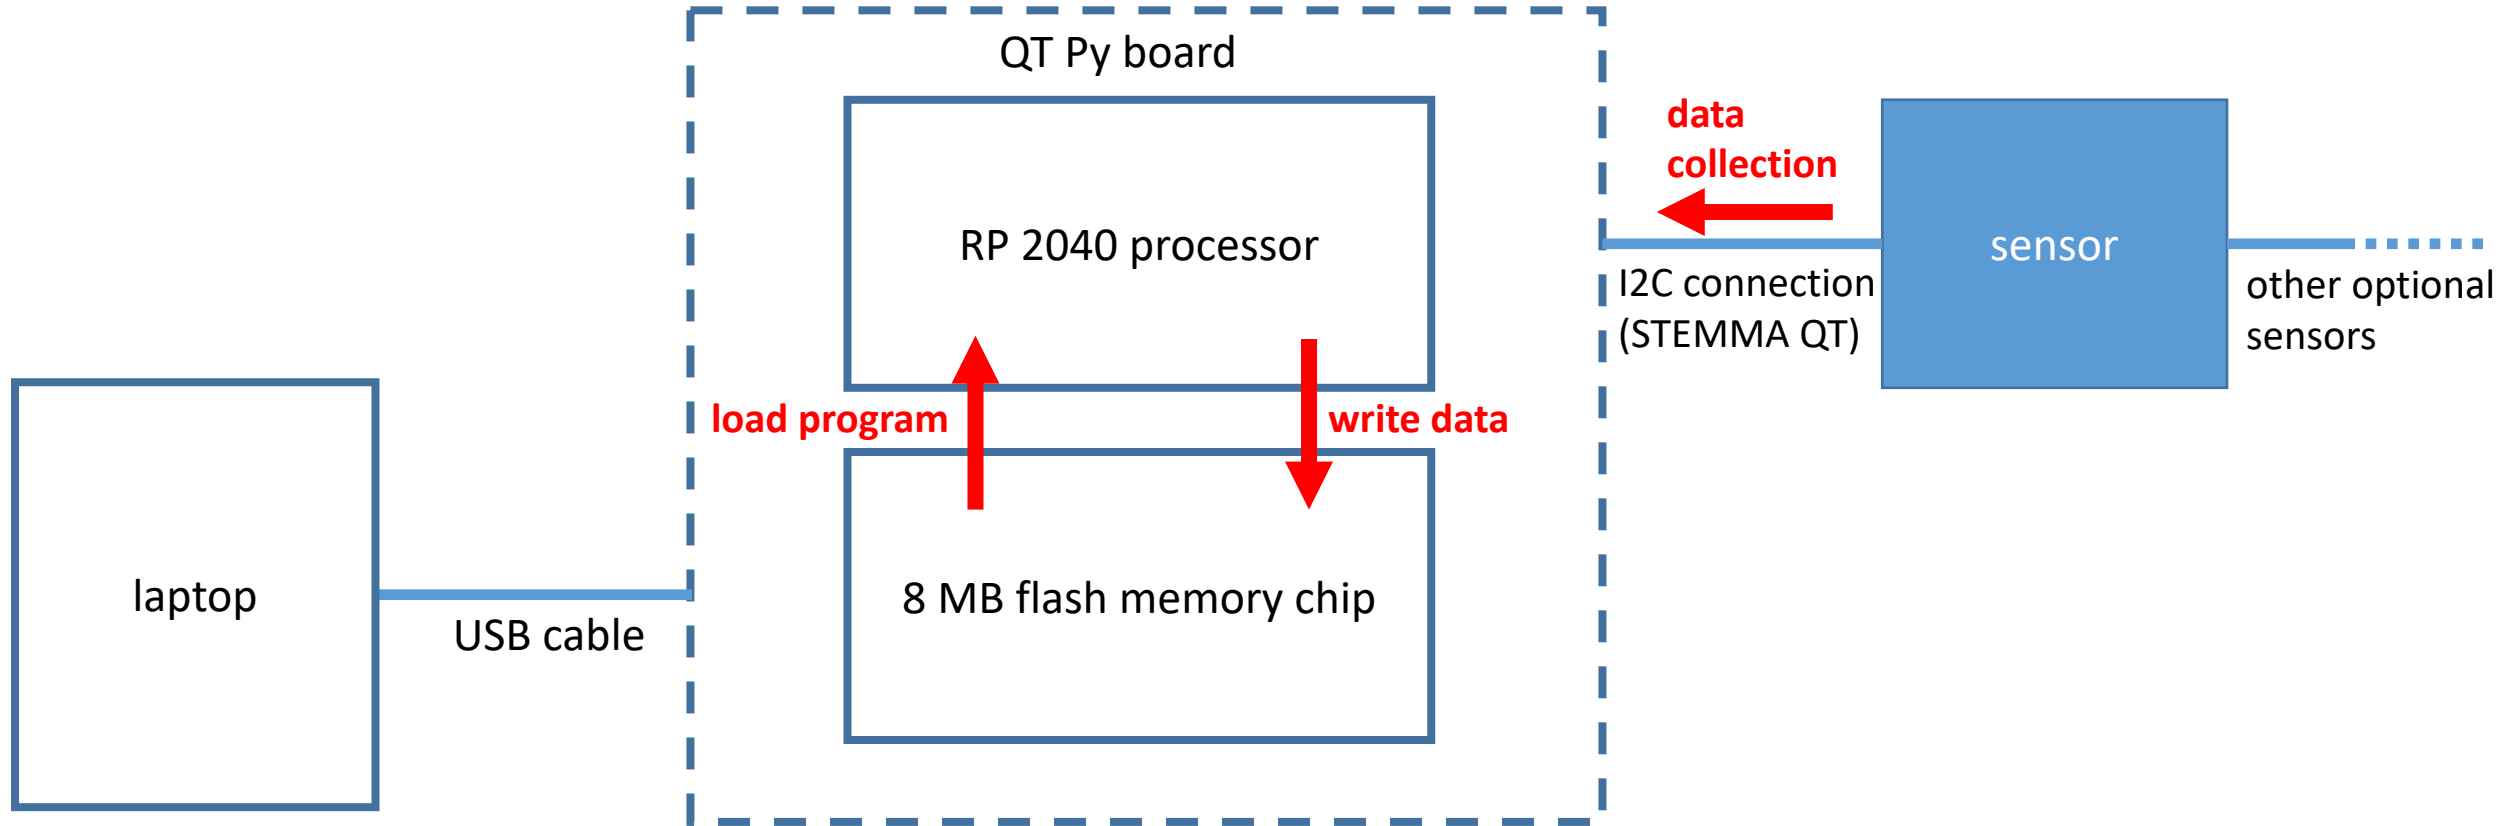 QT Py board
data
collection
RP 2040 processor
sensor
I2C connection
(STEMMA QT)
other optional
sensors
load program
write data
laptop
8 MB flash memory chip
USB cable